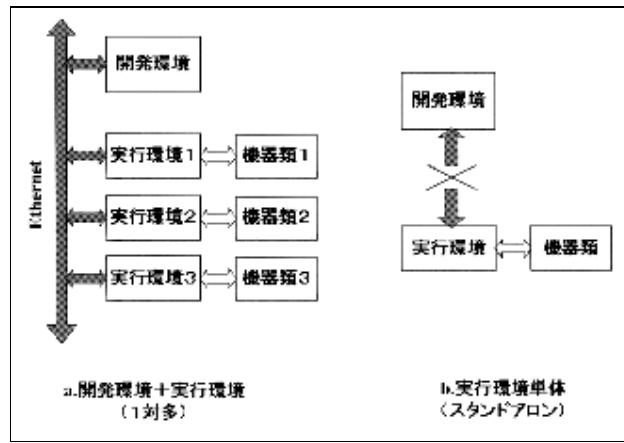 Ethernet
開発環境
実行環境1
機器類1
実行環境2
機器類2
実行環境3
機器類3
a.開発環境＋実行環境
（1対多）
開発環境
実行環境
機器類
b.実行環境単体
（スタンドアロン）